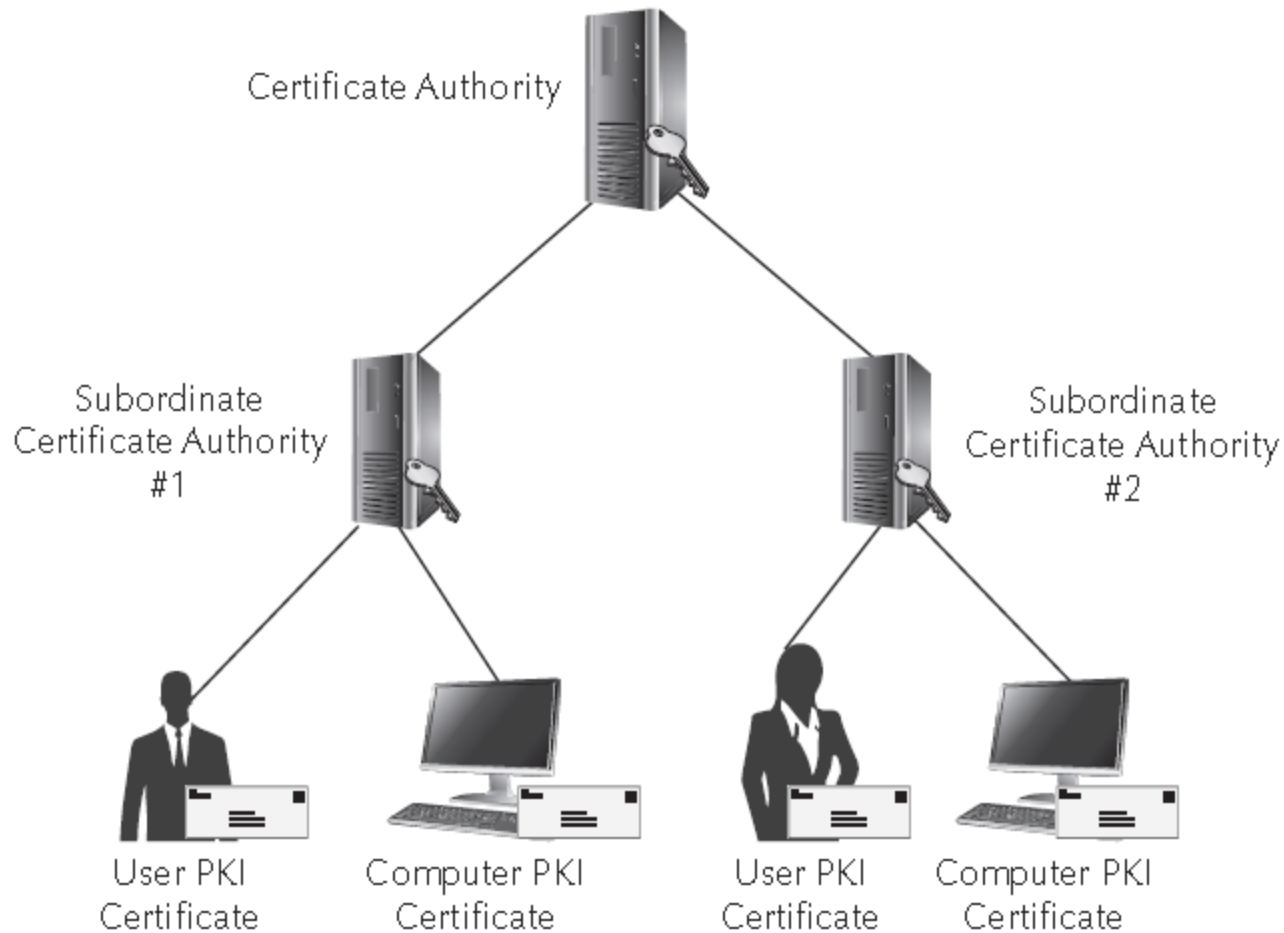 Certificate Authority
Subordinate
Certificate Authority
#1
Subordinate
Certificate Authority
#2
User PKI
Certificate
Computer PKI
Certificate
User PKI
Certificate
Computer PKI
Certificate